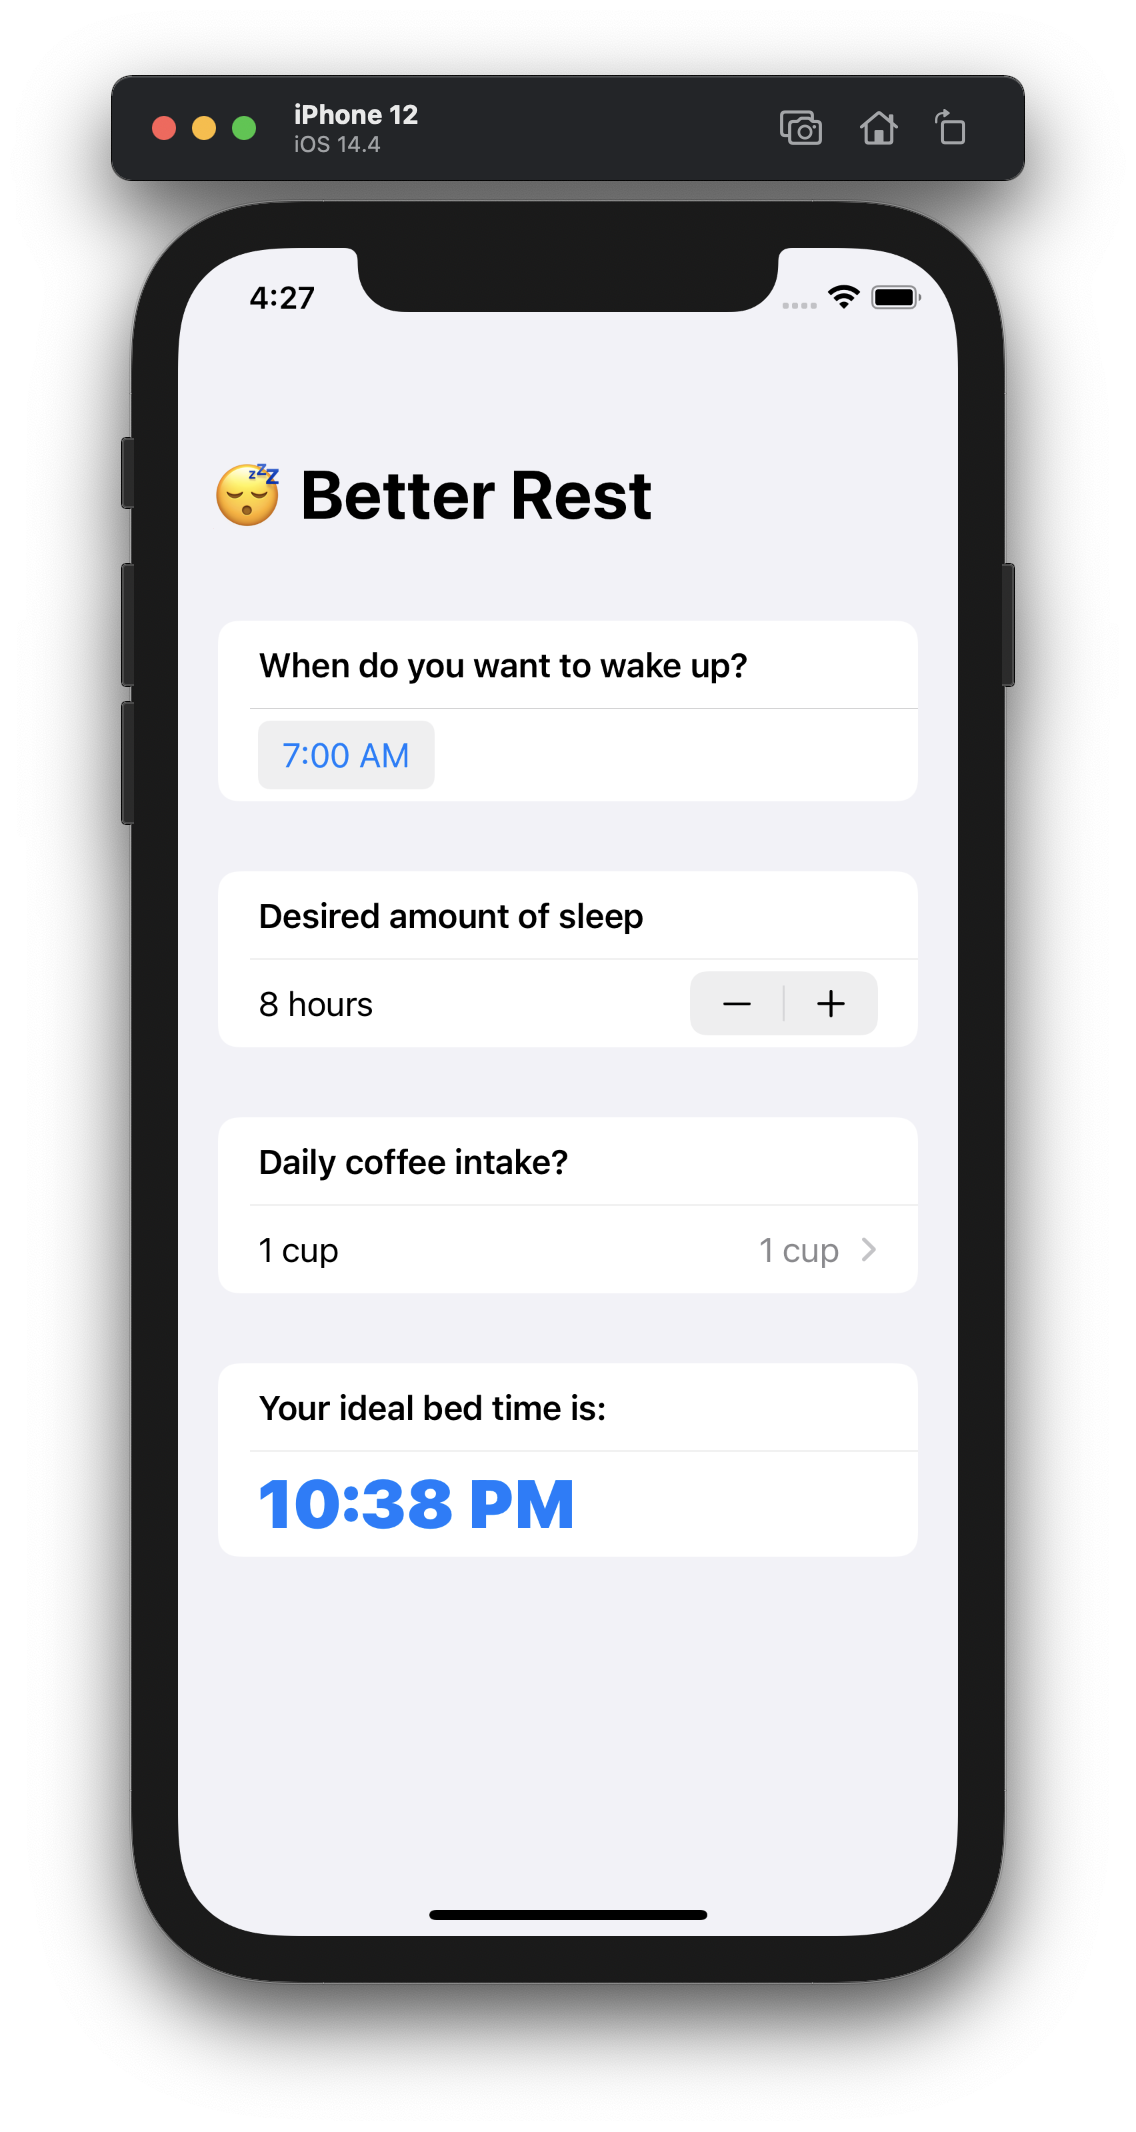 iPhone 12
iOS 14.4
4:27
😴 Better Rest
When do you want to wake up?
7:00 AM
Desired amount of sleep
8 hours
Daily coffee intake?
1 cup 1 cup
Your ideal bed time is:
10:38 PM